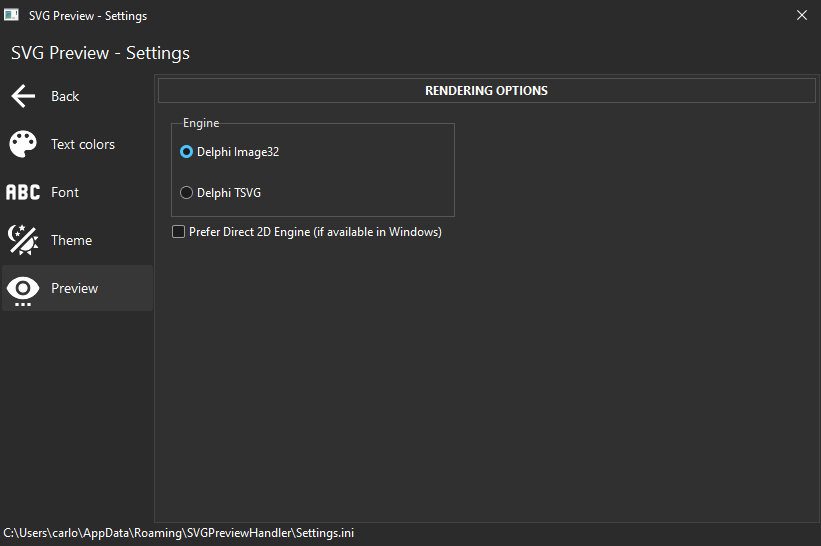 SVG Preview - Settings
SVG Preview - Settings
Back
Text colors
ABC Font
Theme
Preview
RENDERING OPTIONS
Engine
Delphi Image32
Delphi TSVG
Prefer Direct 2D Engine (if available in Windows)
C:\Users\carlo\AppData\Roaming\SVGPreviewHandler\Settings.ini